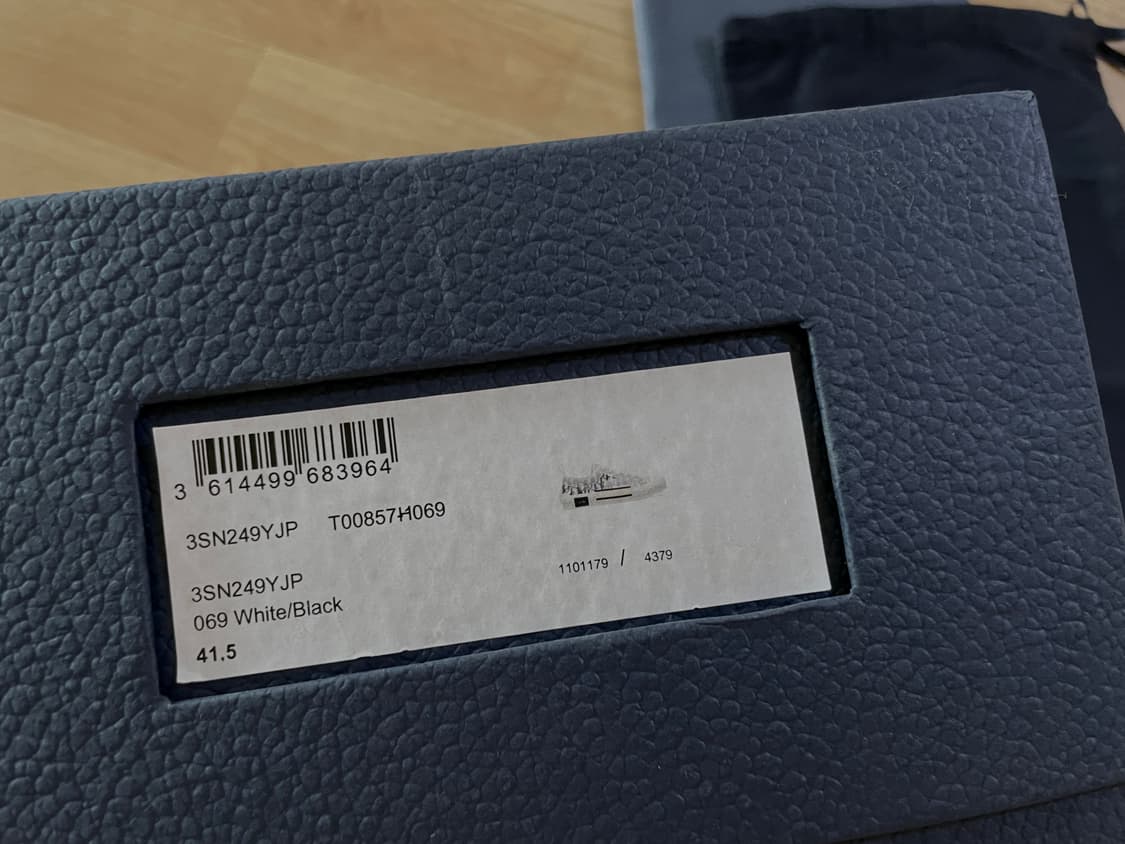 3 614499 683964
3SN249YJP T00857H069
3SN249YJP
069 White/Black
41.5
1101179 / 4379